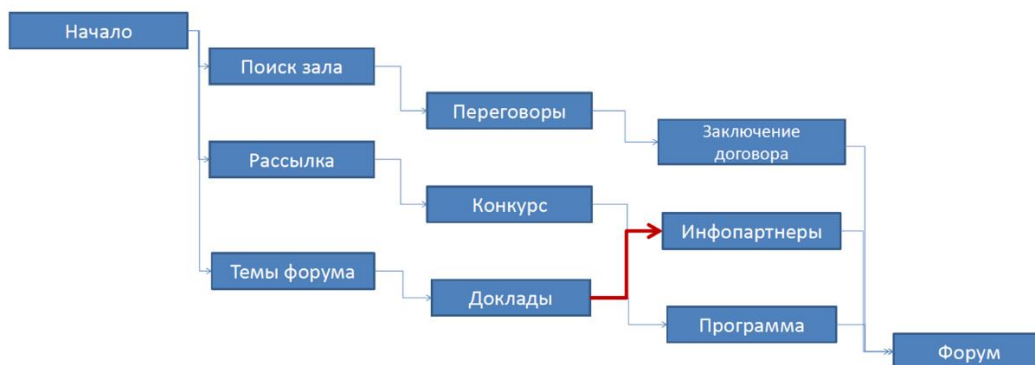 Начало
Поиск зала
Переговоры
Заключение
договора
Рассылка
Конкурс
Инфопартнеры
Темы форума
Доклады
Программа
Форум